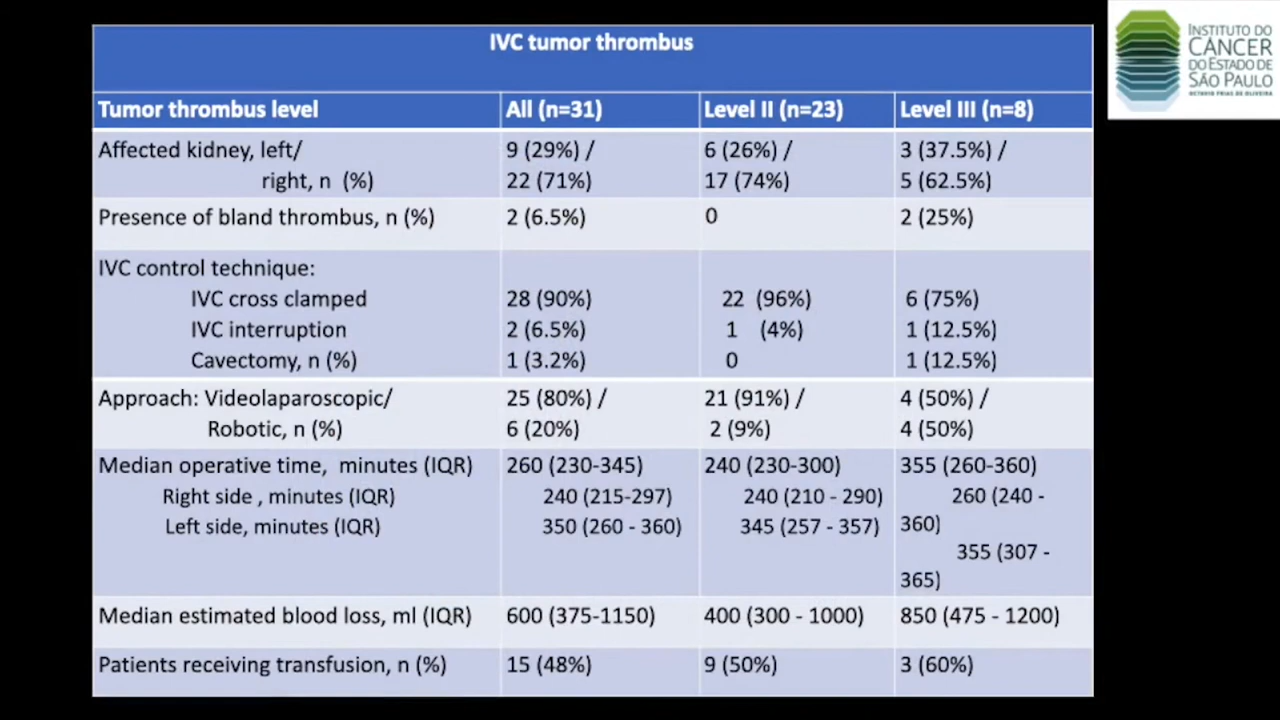 IVC tumor thrombus
Tumor thrombus level All (n=31) Level II (n=23) Level III (n=8)
Affected kidney, left/ 9 (29%) / 6 (26%) / 3 (37.5%) /
right, n (%) 22 (71%) 17 (74%) 5 (62.5%)
Presence of bland thrombus, n (%) 2 (6.5%) 0 2 (25%)
IVC control technique:
IVC cross clamped 28 (90%) 22 (96%) 6 (75%)
IVC interruption 2 (6.5%) 1 (4%) 1 (12.5%)
Cavectomy, n (%) 1 (3.2%) 0 1 (12.5%)
Approach: Videolaparoscopic/ 25 (80%) / 21 (91%) / 4 (50%) /
Robotic, n (%) 6 (20%) 2 (9%) 4 (50%)
Median operative time, minutes (IQR) 260 (230-345) 240 (230-300) 355 (260-360)
Right side , minutes (IQR) 240 (215-297) 240 (210 - 290) 260 (240 -
Left side, minutes (IQR) 350 (260 - 360) 345 (257 - 357) 360)
355 (307 -
365)
Median estimated blood loss, ml (IQR) 600 (375-1150) 400 (300 - 1000) 850 (475 - 1200)
Patients receiving transfusion, n (%) 15 (48%) 9 (50%) 3 (60%)
INSTITUTO DO
CÂNCER
DO ESTADO DE
SÃO PAULO
OCTAVIO FRIAS DE OLIVEIRA